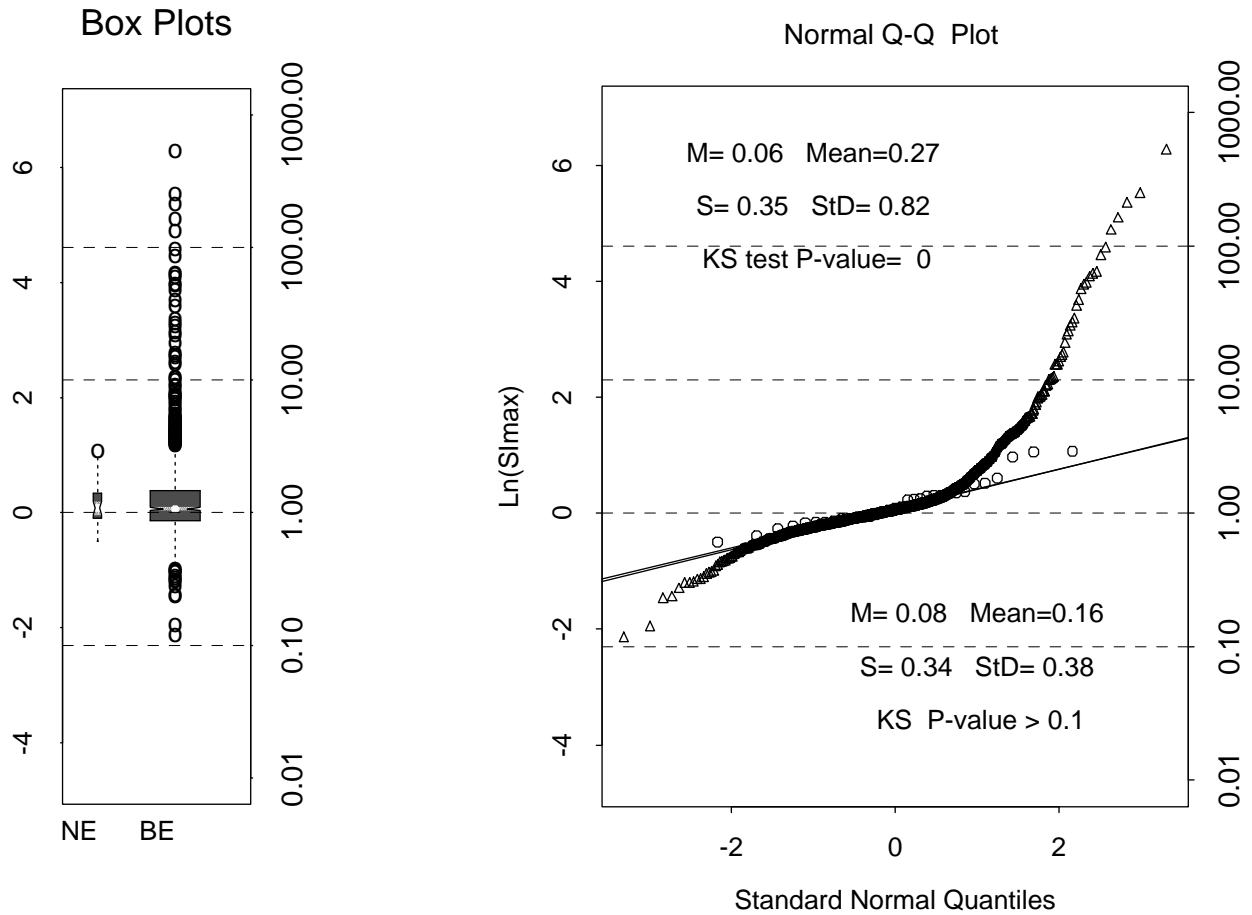 Box Plots
6
4
2
0
-2
-4
1000.00
100.00
10.00
1.00
0.10
0.01
NE BE
Normal Q-Q Plot
M= 0.06 Mean=0.27
S= 0.35 StD= 0.82
KS test P-value= 0
M= 0.08 Mean=0.16
S= 0.34 StD= 0.38
KS P-value > 0.1
Ln(SImax)
6
4
2
0
-2
-4
1000.00
100.00
10.00
1.00
0.10
0.01
-2 0 2
Standard Normal Quantiles